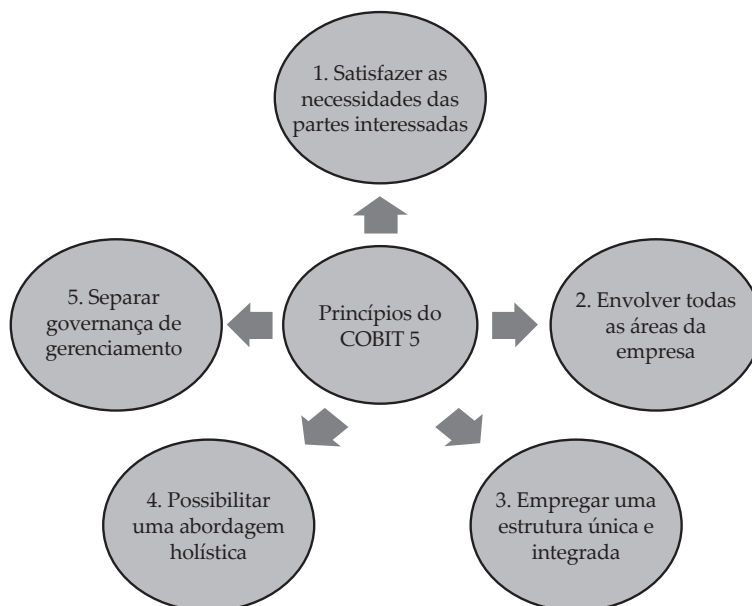 1. Satisfazer as
necessidades das
partes interessadas
5. Separar
governança de
gerenciamento
Princípios do
COBIT 5
2. Envolver todas
as áreas da
empresa
4. Possibilitar
uma abordagem
holística
3. Empregar uma
estrutura única e
integrada